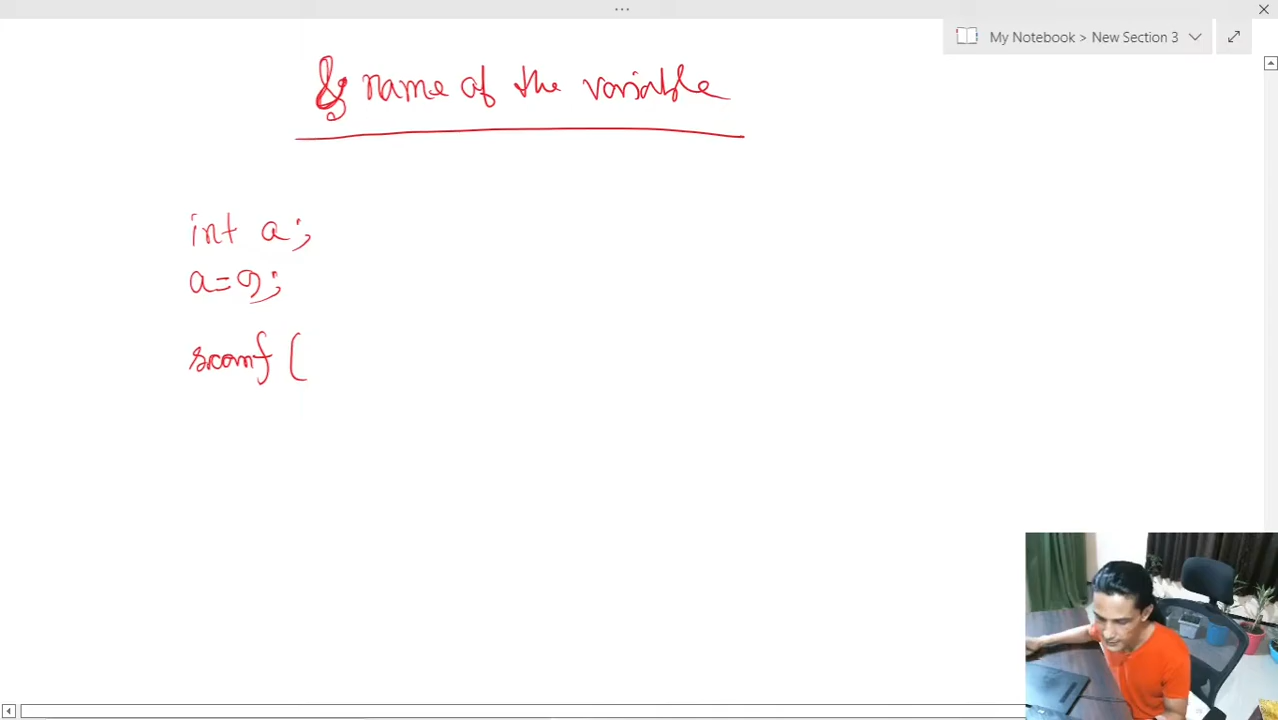 My Notebook > New Section 3
& name of the variable
int a;
a=9;
scanf (